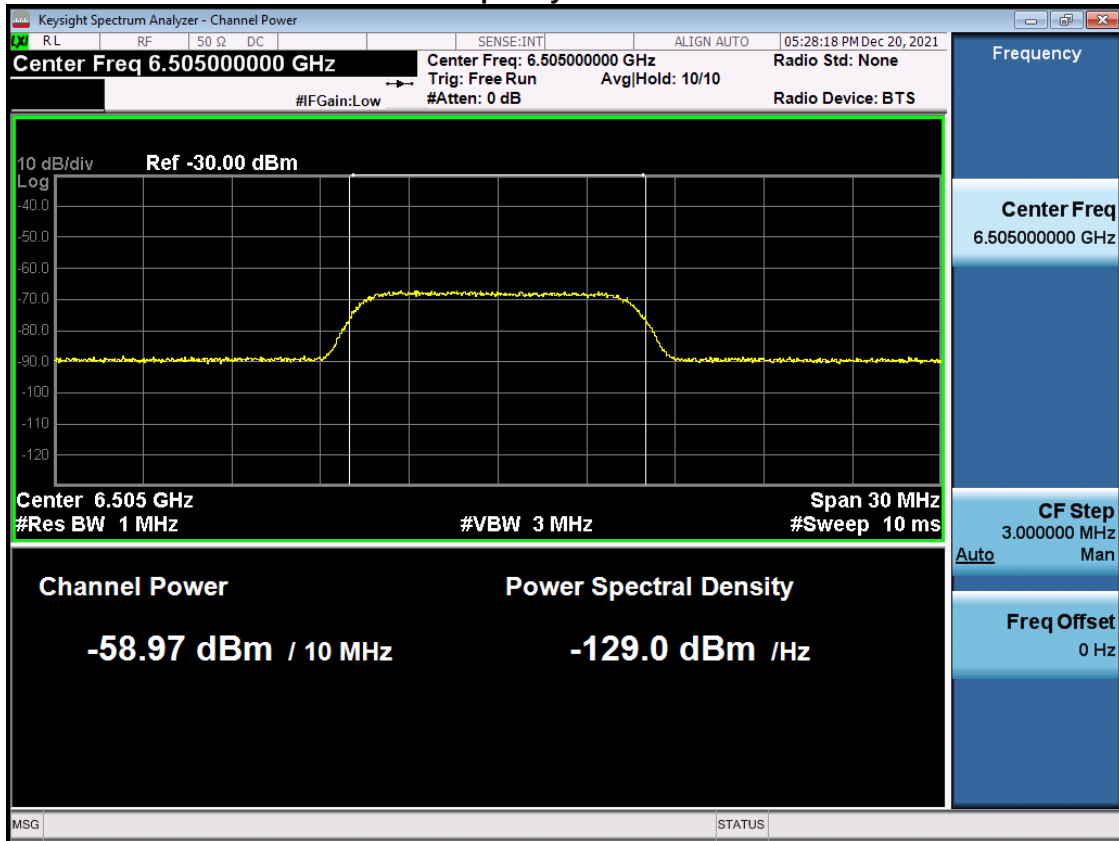 Keysight Spectrum Analyzer - Channel Power
LXI RL RF 50 Ω DC SENSE:INT ALIGN AUTO 05:28:18 PM Dec 20, 2021
Center Freq 6.505000000 GHz
Center Freq: 6.505000000 GHz Radio Std: None
Trig: Free Run Avg|Hold: 10/10
#IFGain:Low #Atten: 0 dB Radio Device: BTS
10 dB/div Ref -30.00 dBm
Log
-40.0
-50.0
-60.0
-70.0
-80.0
-90.0
-100
-110
-120
Center 6.505 GHz Span 30 MHz
#Res BW 1 MHz #VBW 3 MHz #Sweep 10 ms
Channel Power Power Spectral Density
-58.97 dBm / 10 MHz -129.0 dBm /Hz
MSG STATUS
Frequency
Center Freq
6.505000000 GHz
CF Step
3.000000 MHz
Auto Man
Freq Offset
0 Hz